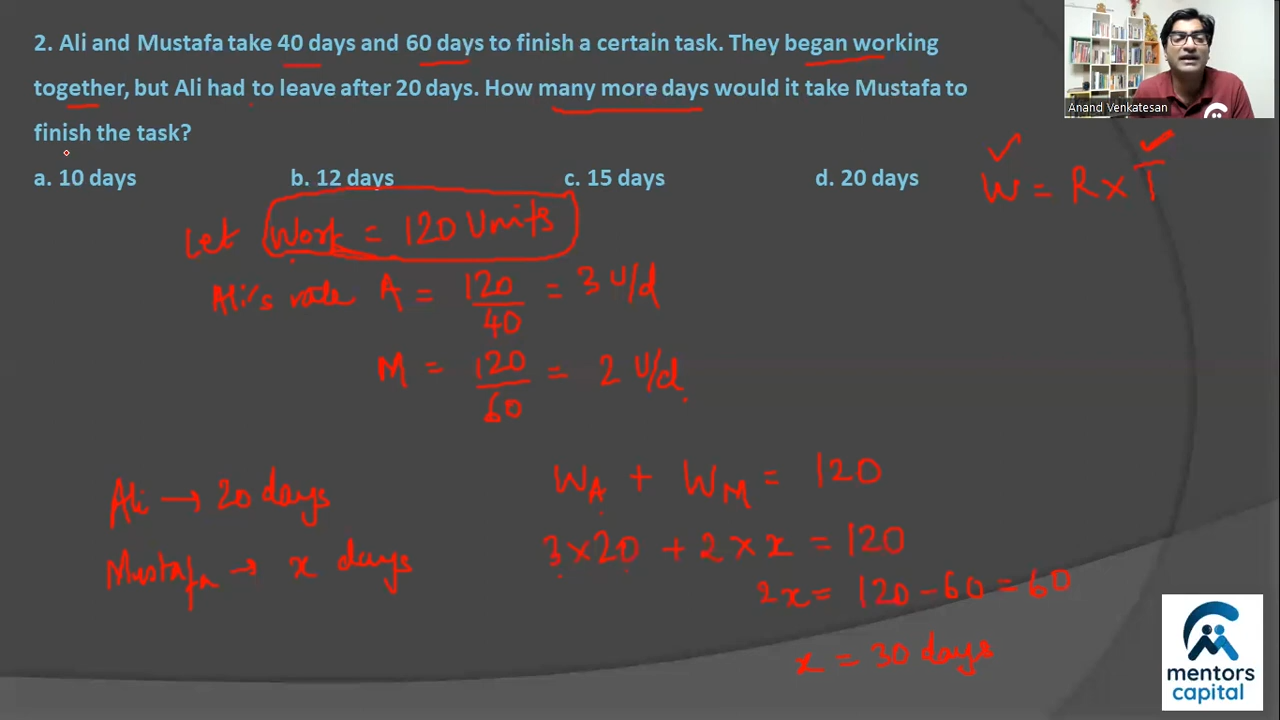 2. Ali and Mustafa take 40 days and 60 days to finish a certain task. They began working
together, but Ali had to leave after 20 days. How many more days would it take Mustafa to
finish the task?
a. 10 days b. 12 days c. 15 days d. 20 days
Anand Venkatesan
W = R x T
Let Work = 120 Units
Ali's rate A = 120/40 = 3 U/d
M = 120/60 = 2 U/d
Ali → 20 days
Mustafa → x days
W_A + W_M = 120
3 x 20 + 2 x x = 120
2x = 120 - 60 = 60
x = 30 days
mentors
capital